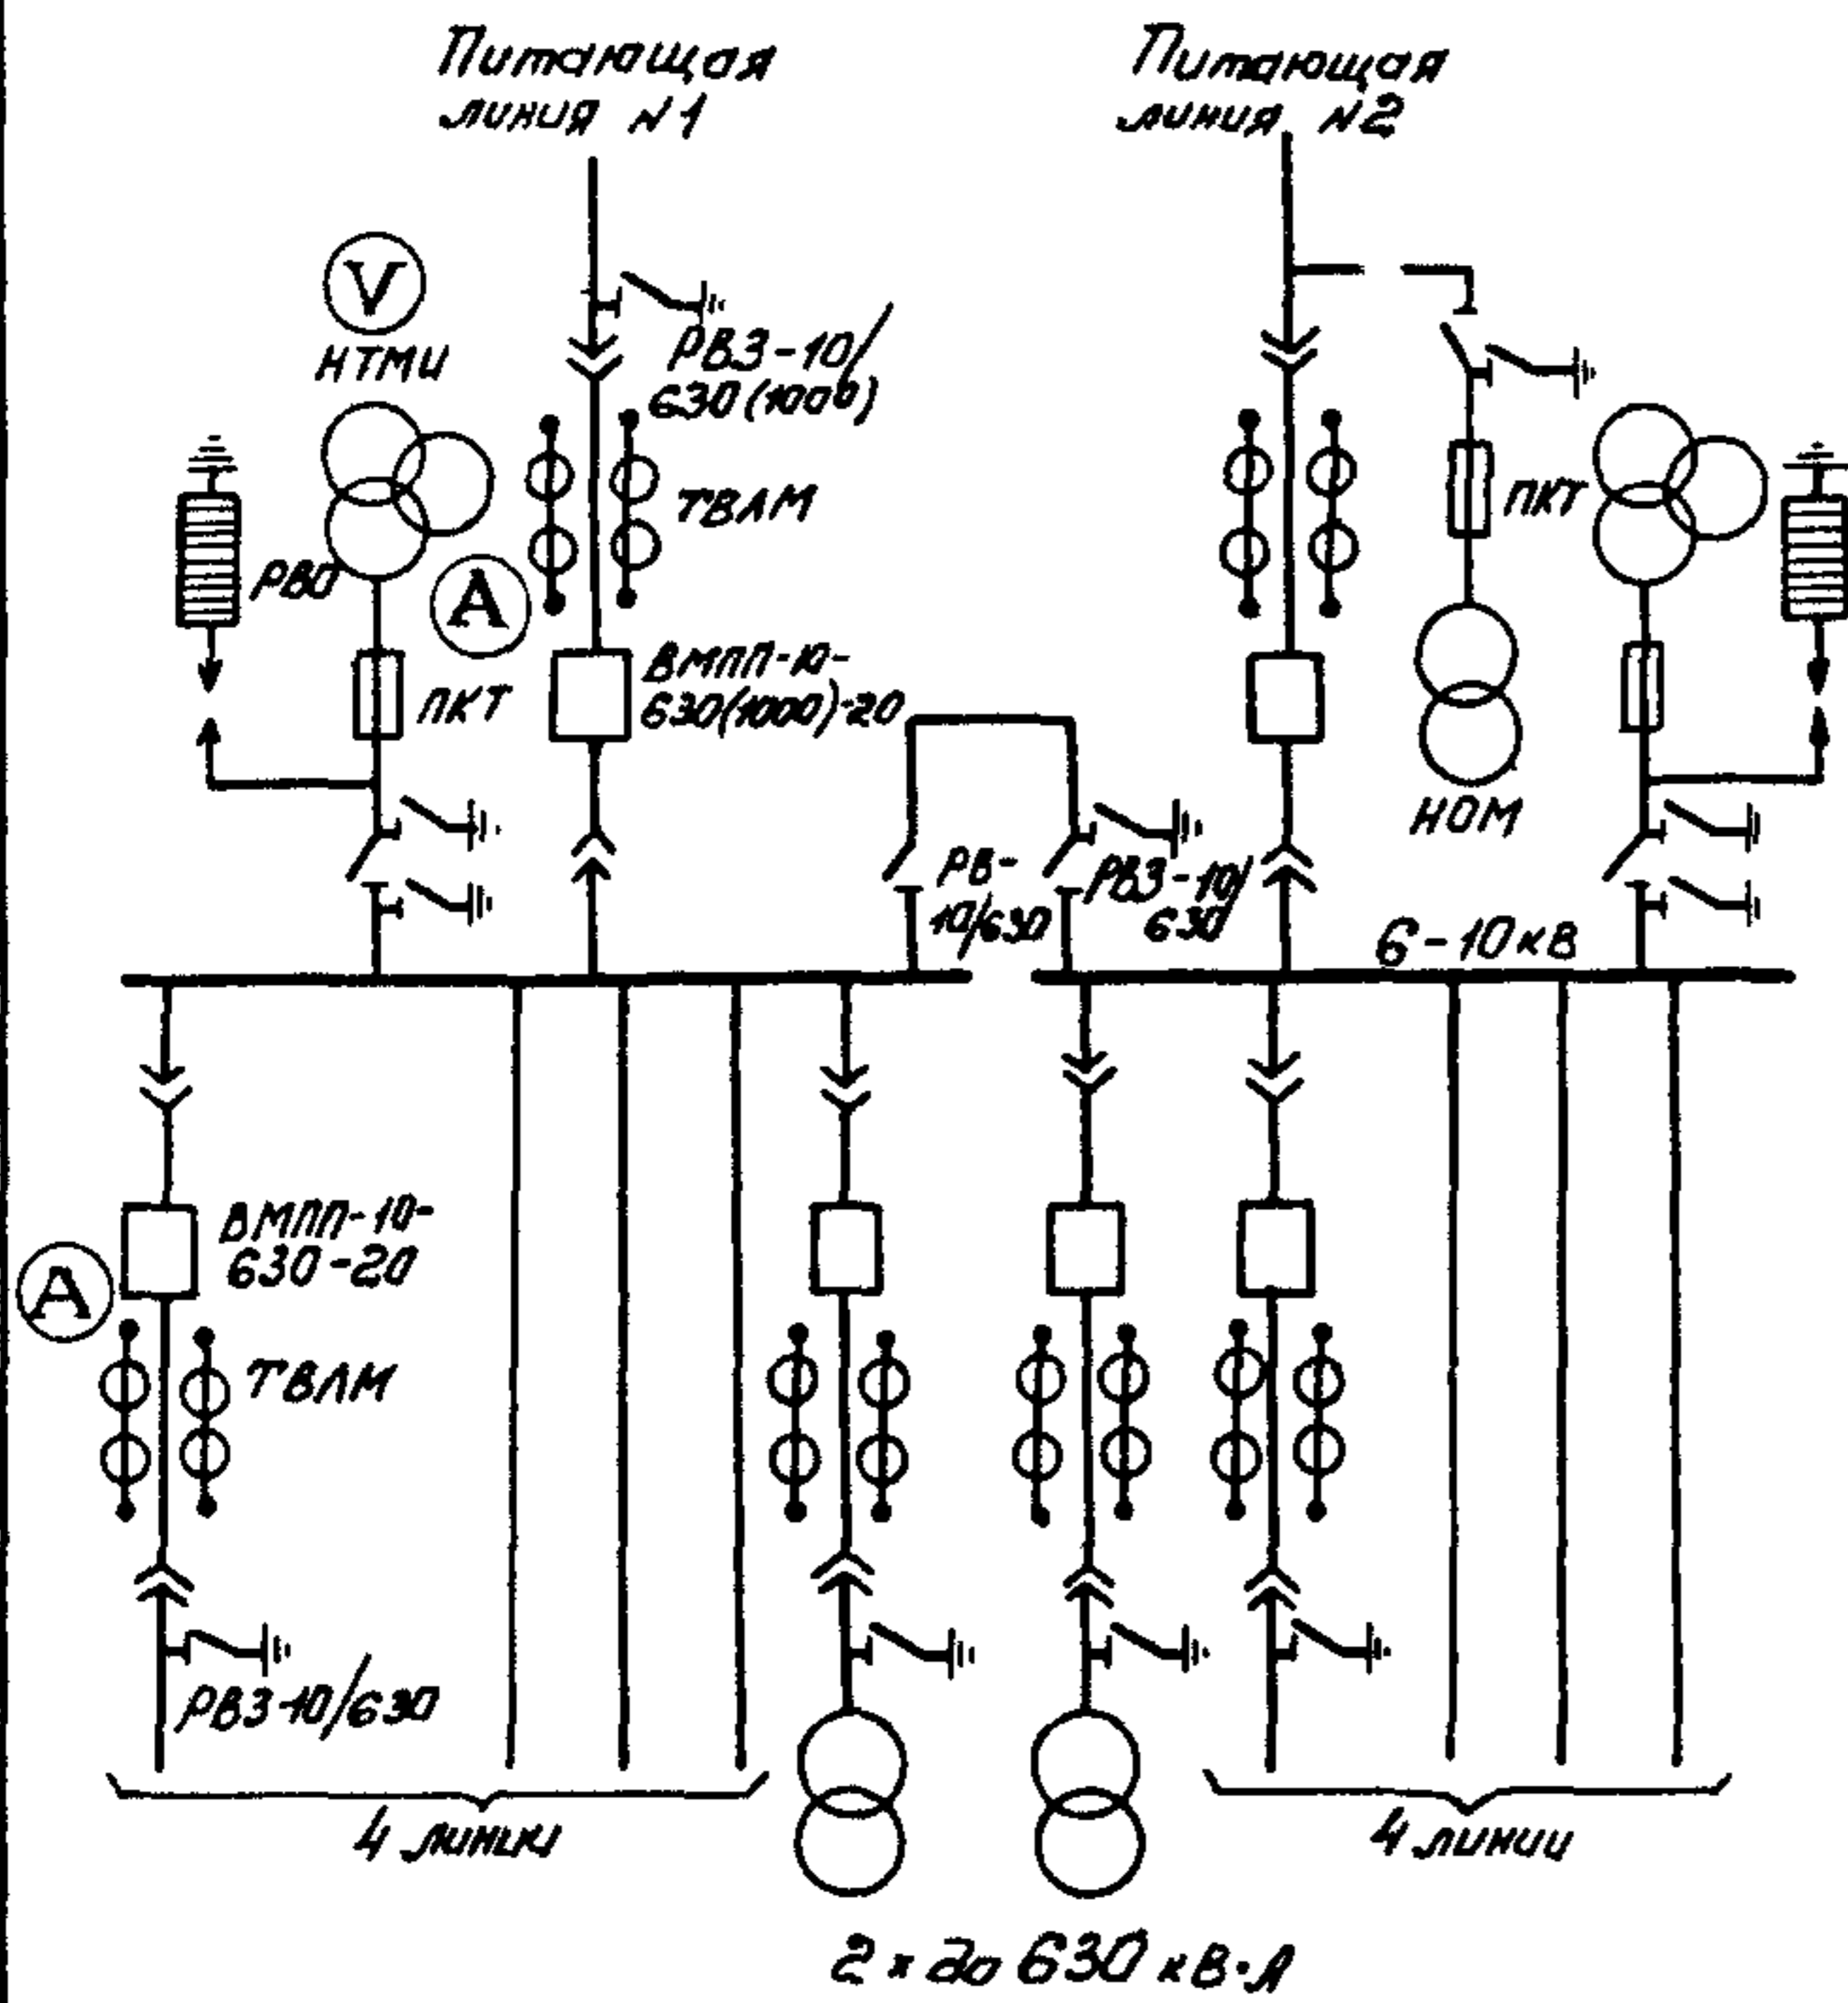 Питающая
линия №1
Питающая
линия №2
V
НТМИ
РВЗ-10/
630(1000)
ТВЛМ
ПКТ
РВО
A
ВМПП-10-
630(1000)-20
ПКТ
НОМ
РВ-
10/630
РВЗ-10/
630
6-10кВ
ВМПП-10-
630-20
A
ТВЛМ
РВЗ-10/630
4 линии
4 линии
2 × до 630 кВ·А